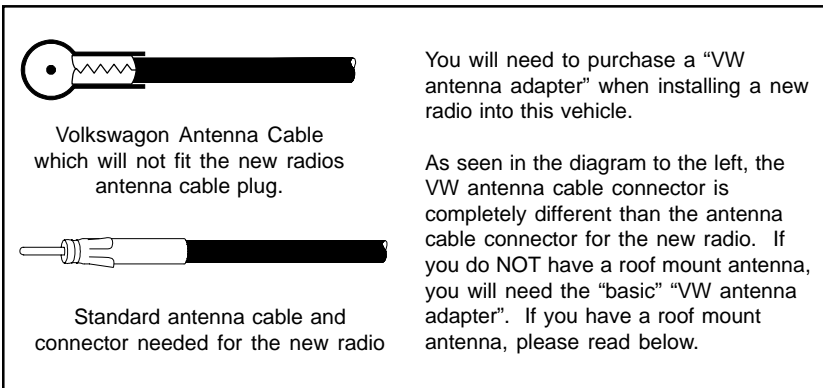 Volkswagon Antenna Cable
which will not fit the new radios
antenna cable plug.
Standard antenna cable and
connector needed for the new radio
You will need to purchase a “VW
antenna adapter” when installing a new
radio into this vehicle.
As seen in the diagram to the left, the
VW antenna cable connector is
completely different than the antenna
cable connector for the new radio.  If
you do NOT have a roof mount antenna,
you will need the “basic” “VW antenna
adapter”.  If you have a roof mount
antenna, please read below.